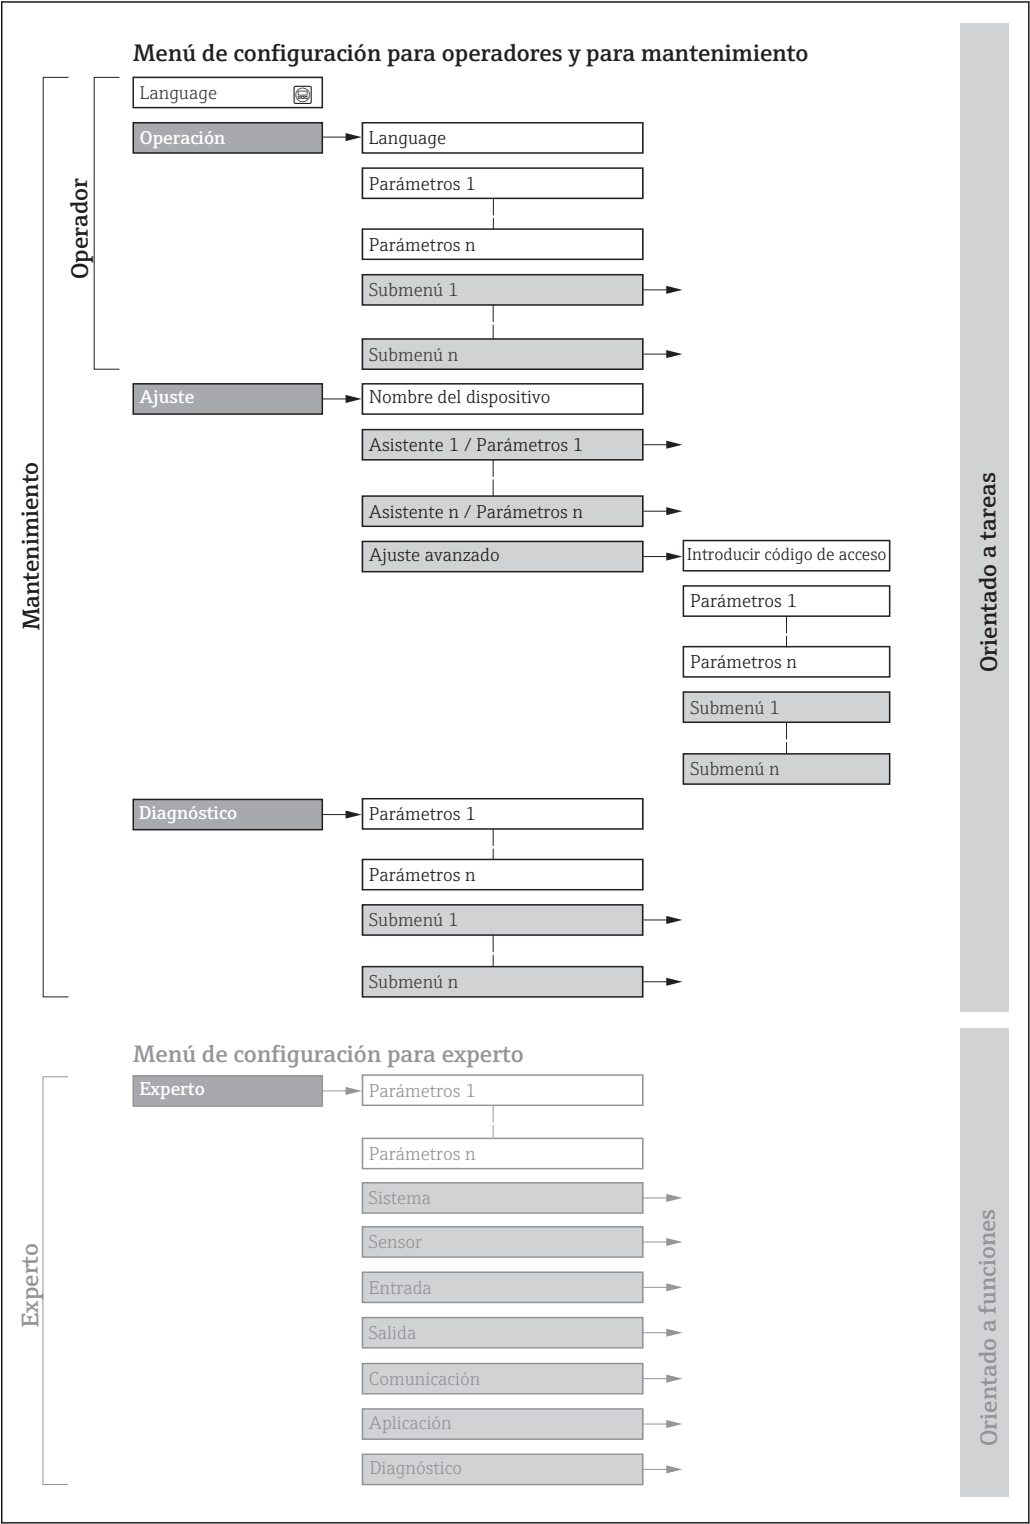 Menú de configuración para operadores y para mantenimiento
Language
Operación
Language
Parámetros 1
Parámetros n
Submenú 1
Submenú n
Operador
Ajuste
Nombre del dispositivo
Asistente 1 / Parámetros 1
Asistente n / Parámetros n
Ajuste avanzado
Introducir código de acceso
Parámetros 1
Parámetros n
Submenú 1
Submenú n
Mantenimiento
Orientado a tareas
Diagnóstico
Parámetros 1
Parámetros n
Submenú 1
Submenú n
Menú de configuración para experto
Experto
Parámetros 1
Parámetros n
Sistema
Sensor
Entrada
Salida
Comunicación
Aplicación
Diagnóstico
Experto
Orientado a funciones